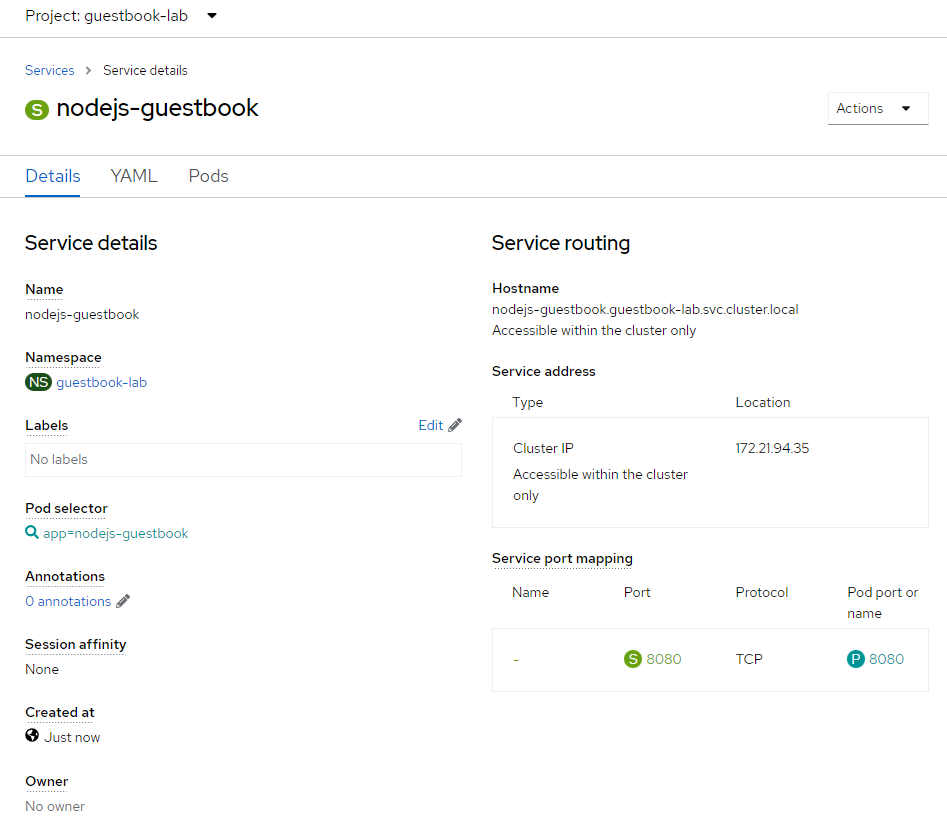 Project: guestbook-lab
Services > Service details
S nodejs-guestbook
Actions
Details YAML Pods
Service details
Name
nodejs-guestbook
Namespace
NS guestbook-lab
Labels Edit
No labels
Pod selector
app=nodejs-guestbook
Annotations
0 annotations
Session affinity
None
Created at
Just now
Owner
No owner
Service routing
Hostname
nodejs-guestbook.guestbook-lab.svc.cluster.local
Accessible within the cluster only
Service address
Type Location
Cluster IP 172.21.94.35
Accessible within the cluster
only
Service port mapping
Name Port Protocol Pod port or
name
- S 8080 TCP P 8080